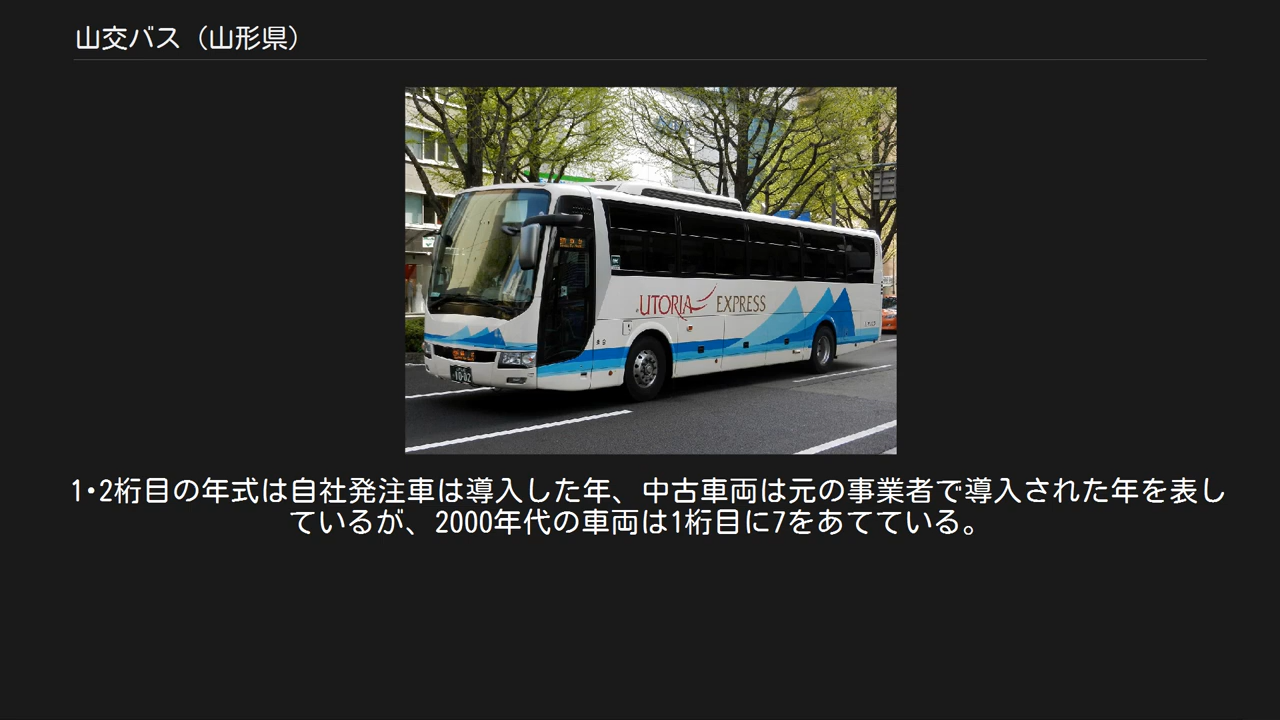 山交バス（山形県）
UTORIA EXPRESS
10-02
1・2桁目の年式は自社発注車は導入した年、中古車両は元の事業者で導入された年を表し
ているが、2000年代の車両は1桁目に7をあてている。